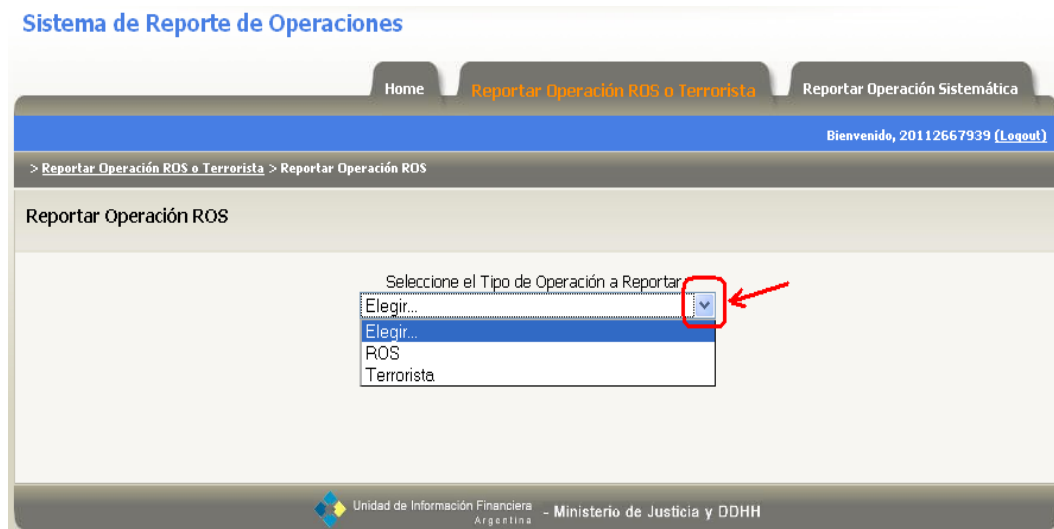 Sistema de Reporte de Operaciones
Home
Reportar Operación ROS o Terrorista
Reportar Operación Sistemática
Bienvenido, 20112667939 (Logout)
> Reportar Operación ROS o Terrorista > Reportar Operación ROS
Reportar Operación ROS
Seleccione el Tipo de Operación a Reportar
Elegir...
Elegir...
ROS
Terrorista
Unidad de Información Financiera
Argentina
- Ministerio de Justicia y DDHH